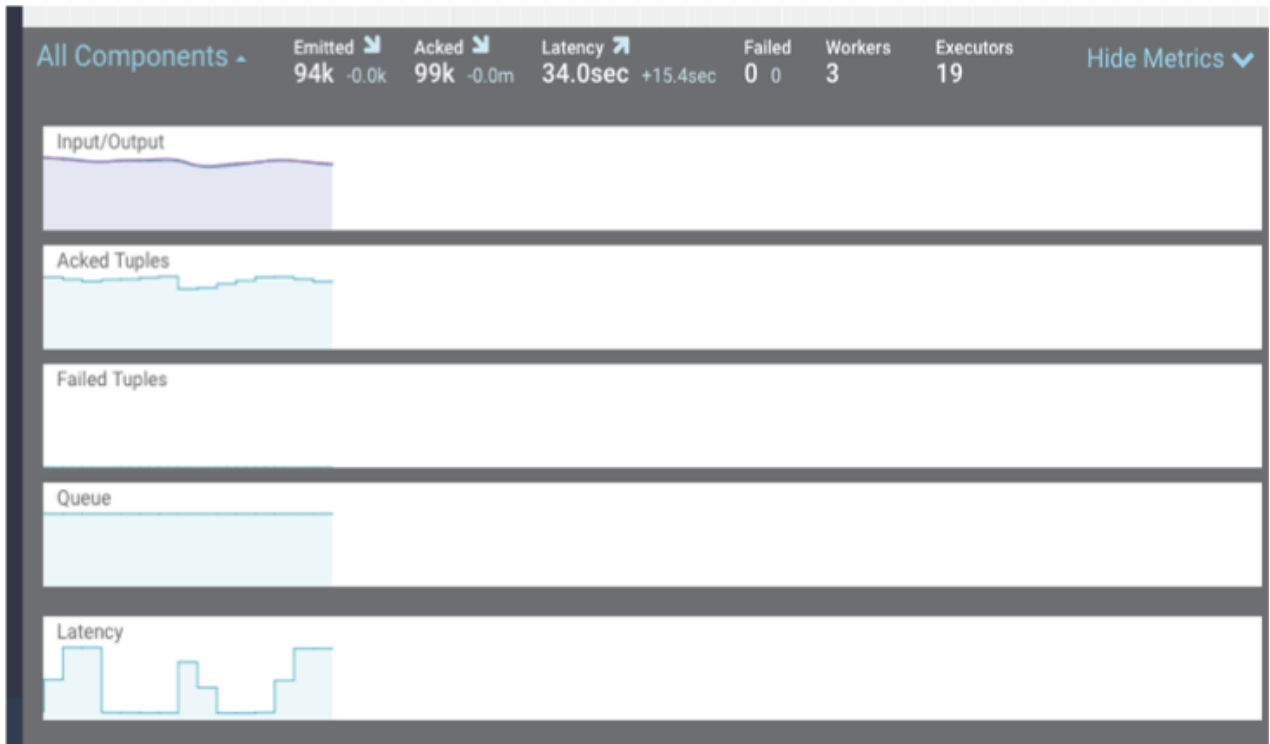 All Components
Emitted Acked Latency Failed Workers Executors
94k -0.0k 99k -0.0m 34.0sec +15.4sec 0 0 3 19
Hide Metrics
Input/Output
Acked Tuples
Failed Tuples
Queue
Latency